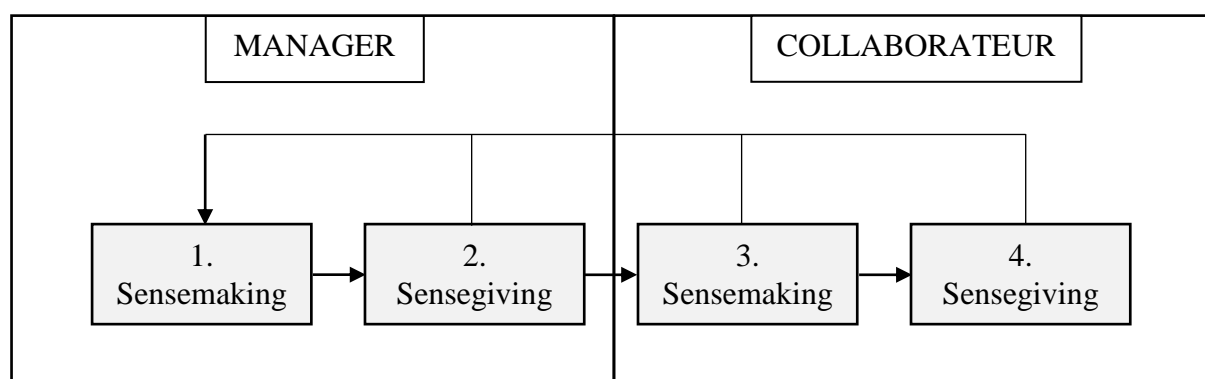 MANAGER
COLLABORATEUR
1.
Sensemaking
2.
Sensegiving
3.
Sensemaking
4.
Sensegiving